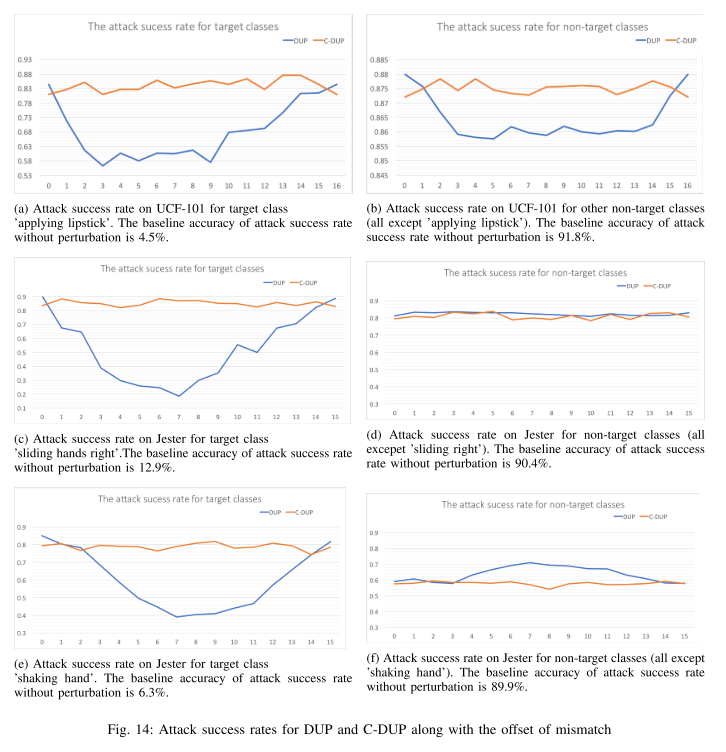 The attack sucess rate for target classes
DUP C-DUP
0.93
0.88
0.83
0.78
0.73
0.68
0.63
0.58
0.53
0 1 2 3 4 5 6 7 8 9 10 11 12 13 14 15 16
(a) Attack success rate on UCF-101 for target class
'applying lipstick'. The baseline accuracy of attack success rate
without perturbation is 4.5%.
The attack sucess rate for non-target classes
DUP C-DUP
0.885
0.88
0.875
0.87
0.865
0.86
0.855
0.85
0.845
0 1 2 3 4 5 6 7 8 9 10 11 12 13 14 15 16
(b) Attack success rate on UCF-101 for other non-target classes
(all except 'applying lipstick'). The baseline accuracy of attack
success rate without perturbation is 91.8%.
The attack sucess rate for target classes
DUP C-DUP
0.9
0.8
0.7
0.6
0.5
0.4
0.3
0.2
0.1
0 1 2 3 4 5 6 7 8 9 10 11 12 13 14 15
(c) Attack success rate on Jester for target class
'sliding hands right'.The baseline accuracy of attack success rate
without perturbation is 12.9%.
The attack sucess rate for non-target classes
DUP C-DUP
0.9
0.8
0.7
0.6
0.5
0.4
0.3
0 1 2 3 4 5 6 7 8 9 10 11 12 13 14 15
(d) Attack success rate on Jester for non-target classes (all
excepet 'sliding right'). The baseline accuracy of attack success
rate without perturbation is 90.4%.
The attack sucess rate for target classes
DUP C-DUP
0.9
0.8
0.7
0.6
0.5
0.4
0.3
0 1 2 3 4 5 6 7 8 9 10 11 12 13 14 15
(e) Attack success rate on Jester for target class
'shaking hand'. The baseline accuracy of attack success rate
without perturbation is 6.3%.
The attack sucess rate for non-target classes
DUP C-DUP
0.9
0.8
0.7
0.6
0.5
0.4
0.3
0 1 2 3 4 5 6 7 8 9 10 11 12 13 14 15
(f) Attack success rate on Jester for non-target classes (all except
'shaking hand'). The baseline accuracy of attack success rate
without perturbation is 89.9%.
Fig. 14: Attack success rates for DUP and C-DUP along with the offset of mismatch